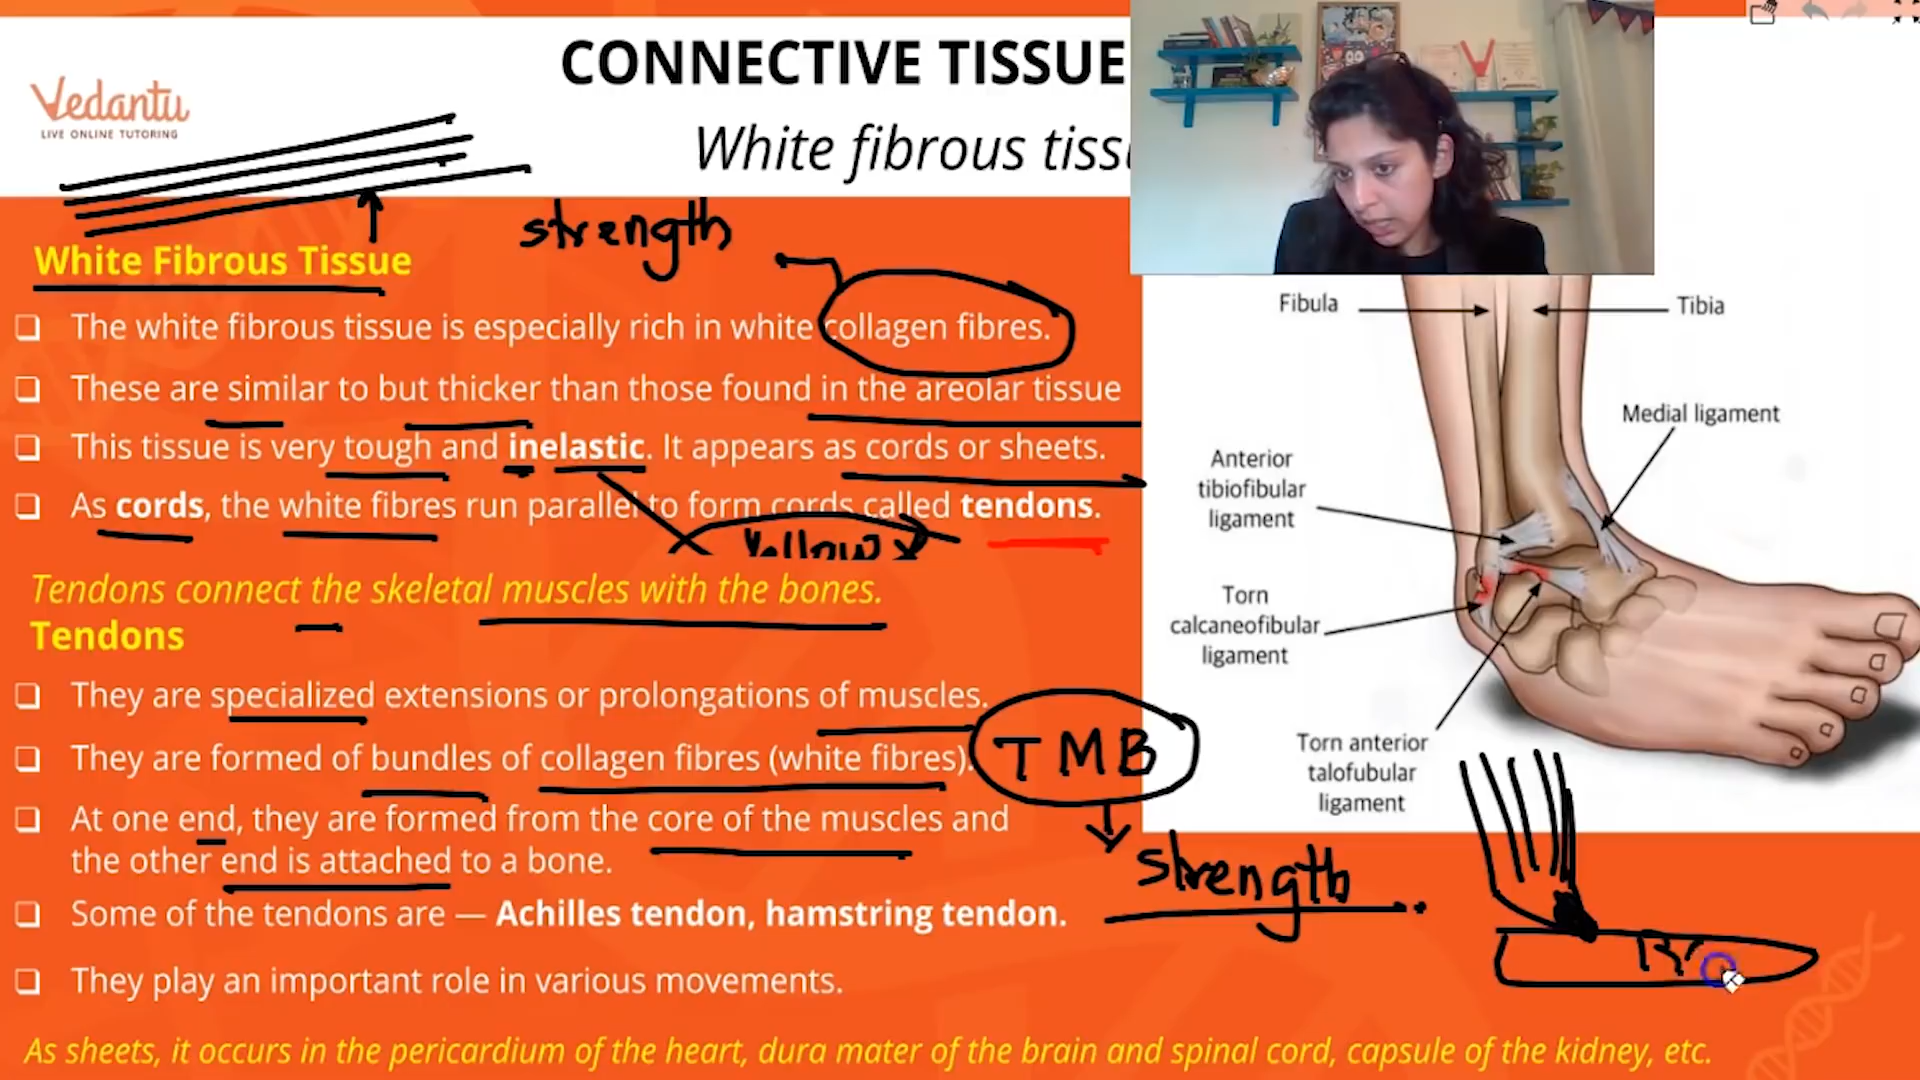 CONNECTIVE TISSUE
Vedantu
LIVE ONLINE TUTORING
White fibrous
strength
White Fibrous Tissue
❑ The white fibrous tissue is especially rich in white collagen fibres.
❑ These are similar to but thicker than those found in the areolar tissue
❑ This tissue is very tough and inelastic. It appears as cords or sheets.
❑ As cords, the white fibres run parallel to form cords called tendons.
Yellow
Tendons connect the skeletal muscles with the bones.
Tendons
❑ They are specialized extensions or prolongations of muscles.
❑ They are formed of bundles of collagen fibres (white fibres).
TMB
❑ At one end, they are formed from the core of the muscles and
the other end is attached to a bone.
strength
❑ Some of the tendons are — Achilles tendon, hamstring tendon.
❑ They play an important role in various movements.
As sheets, it occurs in the pericardium of the heart, dura mater of the brain and spinal cord, capsule of the kidney, etc.
Fibula
Tibia
Medial ligament
Anterior
tibiofibular
ligament
Torn
calcaneofibular
ligament
Torn anterior
talofubular
ligament